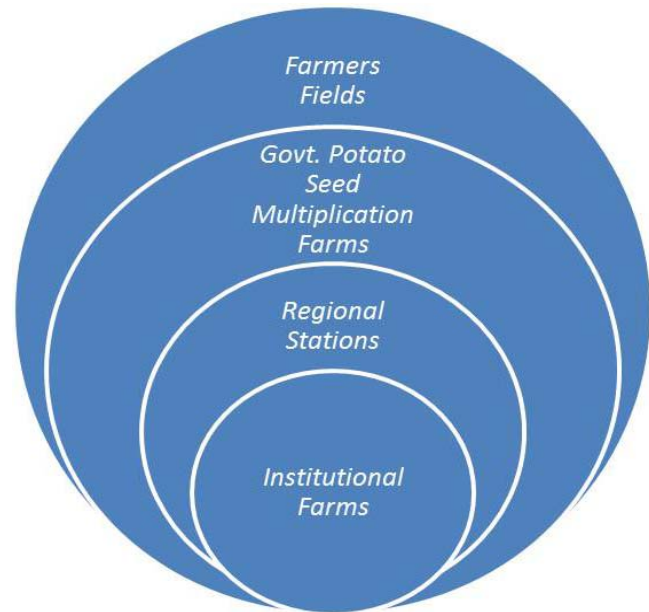 Farmers
Fields
Govt. Potato
Seed
Multiplication
Farms
Regional
Stations
Institutional
Farms